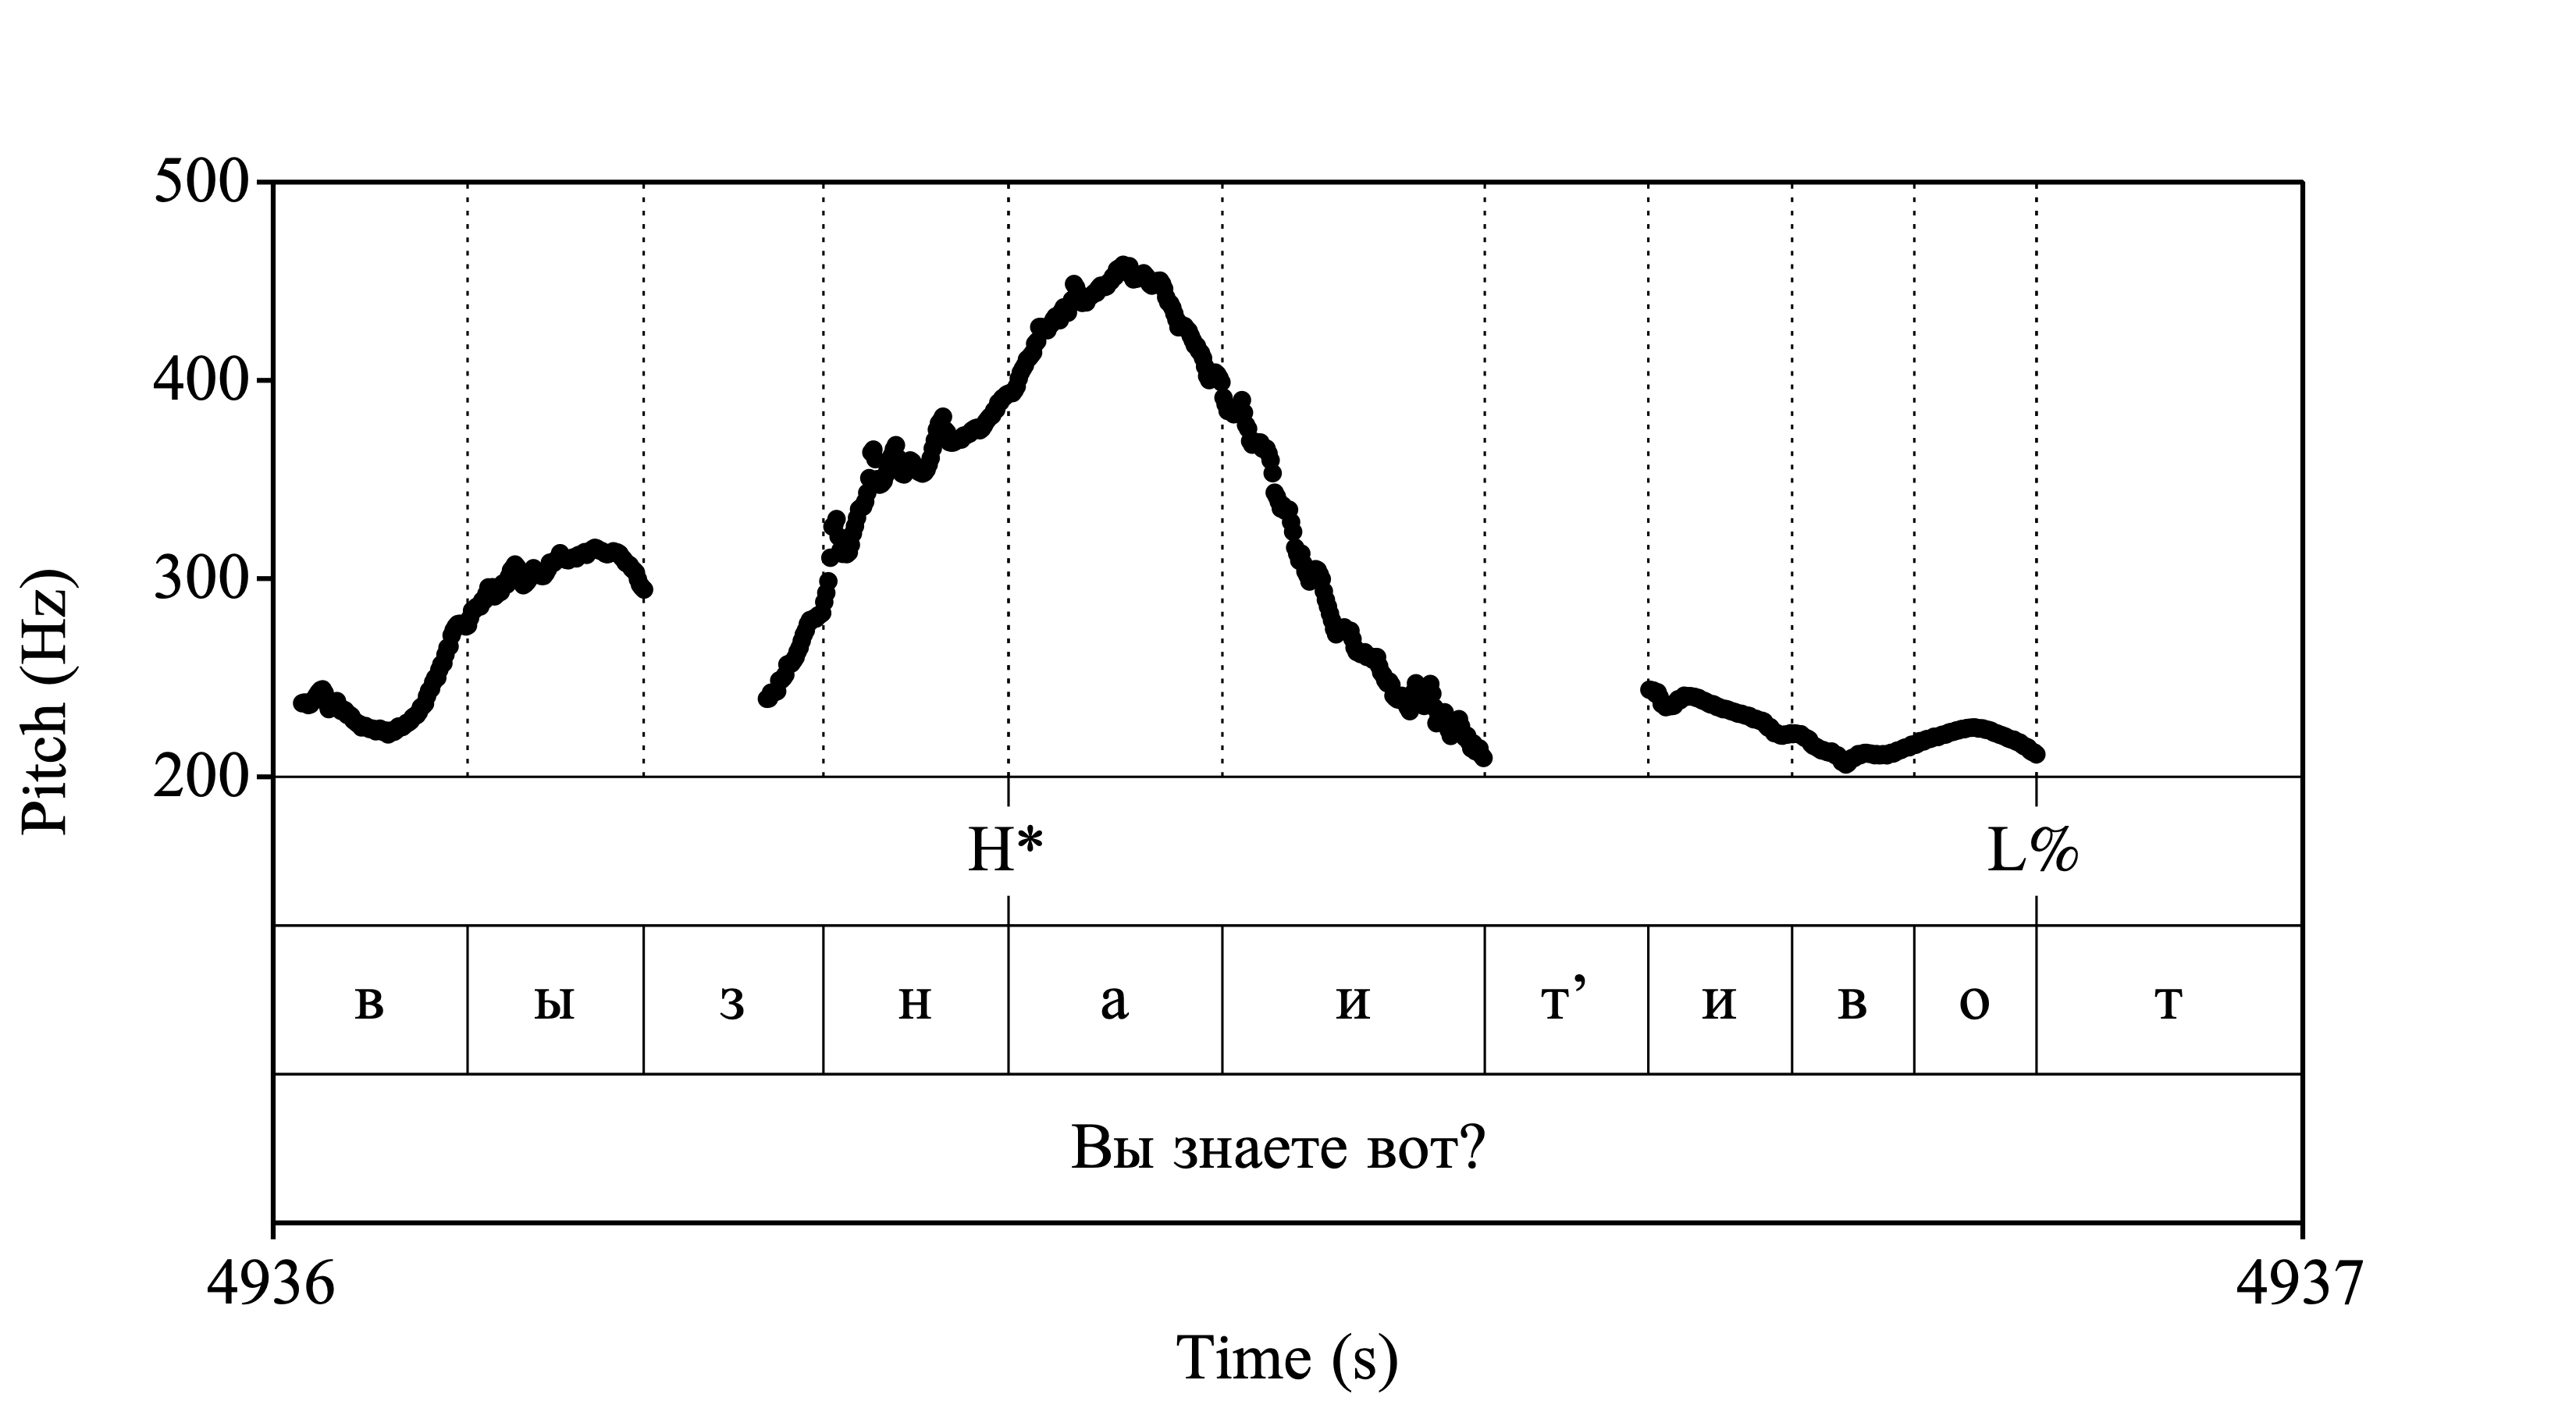 500
400
300
200
Pitch (Hz)
H* L%
в ы з н а и т’ и в о т
Вы знаете вот?
4936 4937
Time (s)